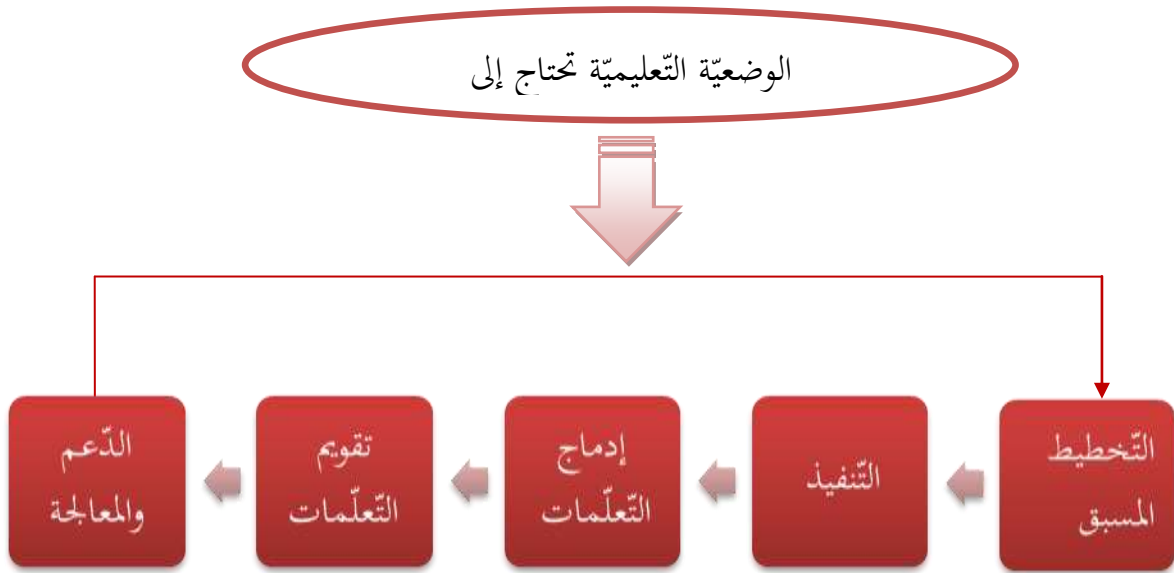 الوضعيّة التّعليميّة تحتاج إلى
التّخطيط
المسبق
التّنفيذ
إدماج
التّعلّمات
تقويم
التّعلّمات
الدّعم
والمعالجة